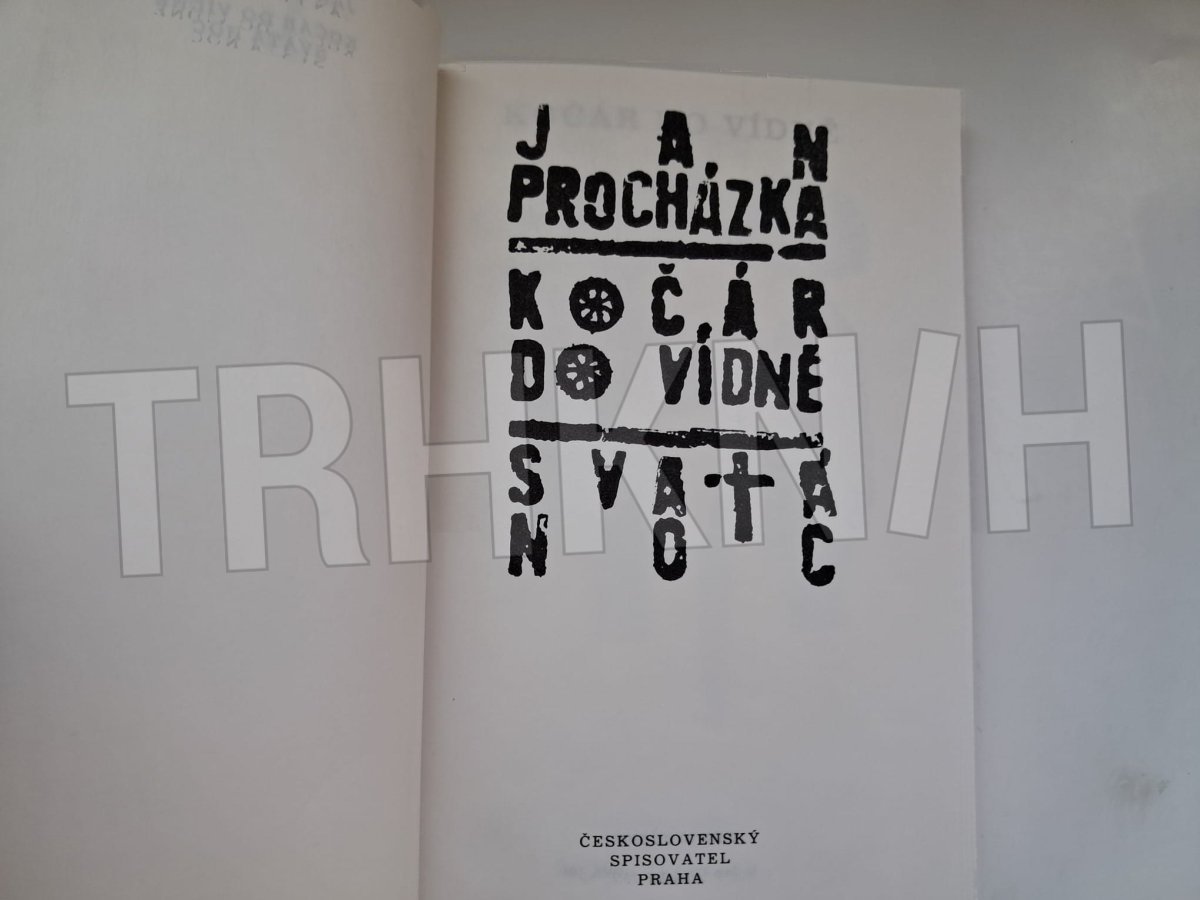 JAN
PROCHÁZKA
KOČÁR
DO VÍDNĚ
SVATÁ
NOC
TRHKNIH
ČESKOSLOVENSKÝ
SPISOVATEL
PRAHA